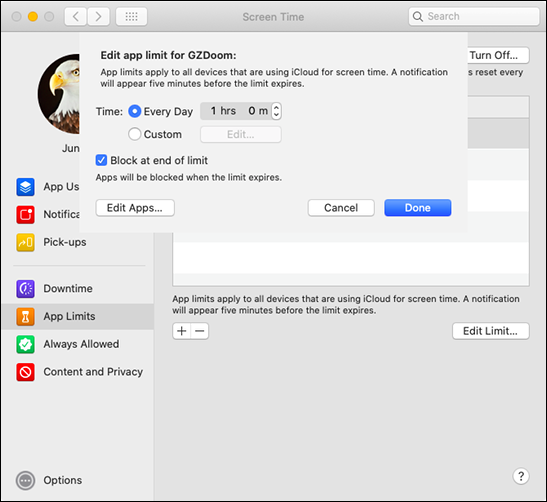 Screen Time
Search
Edit app limit for GZDoom:
App limits apply to all devices that are using iCloud for screen time. A notification
will appear five minutes before the limit expires.
Turn Off...
s reset every
Time: Every Day 1 hrs 0 m
Custom Edit...
Block at end of limit
Apps will be blocked when the limit expires.
Edit Apps... Cancel Done
Jun
App Us
Notifica
Pick-ups
Downtime
App Limits
Always Allowed
Content and Privacy
App limits apply to all devices that are using iCloud for screen time. A notification
will appear five minutes before the limit expires.
+ − Edit Limit...
Options
?